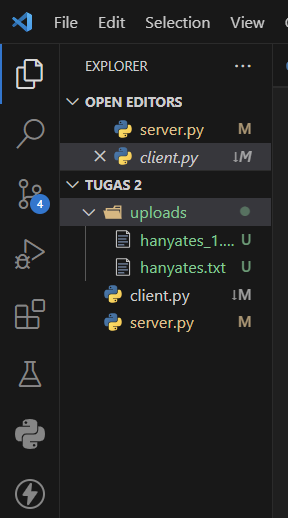 File Edit Selection View
EXPLORER ...
OPEN EDITORS
server.py M
client.py ↓M
TUGAS 2
uploads
hanyates_1.... U
hanyates.txt U
client.py ↓M
server.py M
4